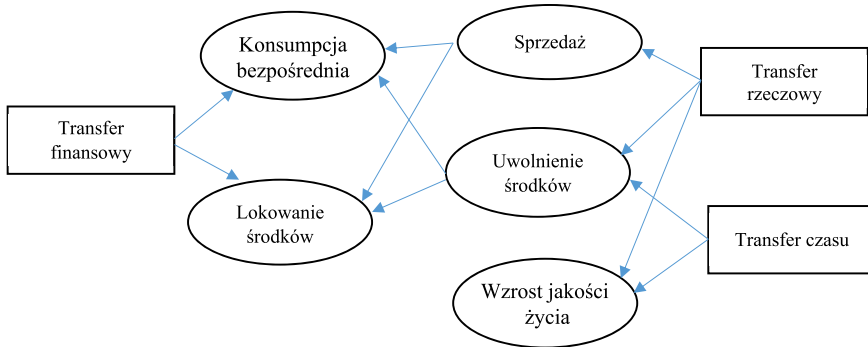 Konsumpcja
bezpośrednia
Sprzedaż
Transfer
rzeczowy
Transfer
finansowy
Uwolnienie
środków
Lokowanie
środków
Transfer czasu
Wzrost jakości
życia